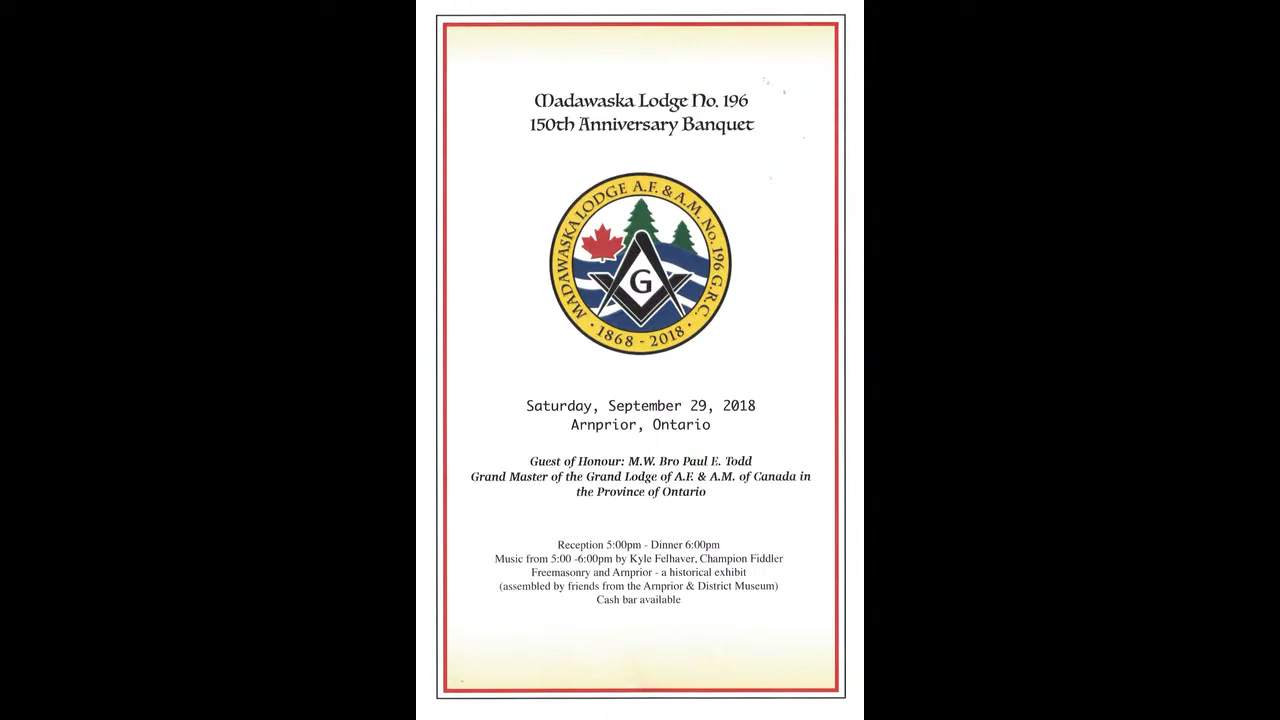 Madawaska Lodge No. 196
150th Anniversary Banquet
MADAWASKA LODGE A.F. & A.M. No. 196 G.R.C.
G
· 1868 - 2018 ·
Saturday, September 29, 2018
Arnprior, Ontario
Guest of Honour: M.W. Bro Paul E. Todd
Grand Master of the Grand Lodge of A.F. & A.M. of Canada in
the Province of Ontario
Reception 5:00pm - Dinner 6:00pm
Music from 5:00 -6:00pm by Kyle Felhaver, Champion Fiddler
Freemasonry and Arnprior - a historical exhibit
(assembled by friends from the Arnprior & District Museum)
Cash bar available